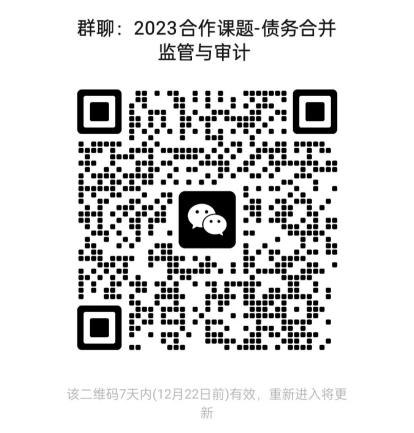 群聊：2023合作课题-债务合并
监管与审计
该二维码7天内(12月22日前)有效，重新进入将更
新